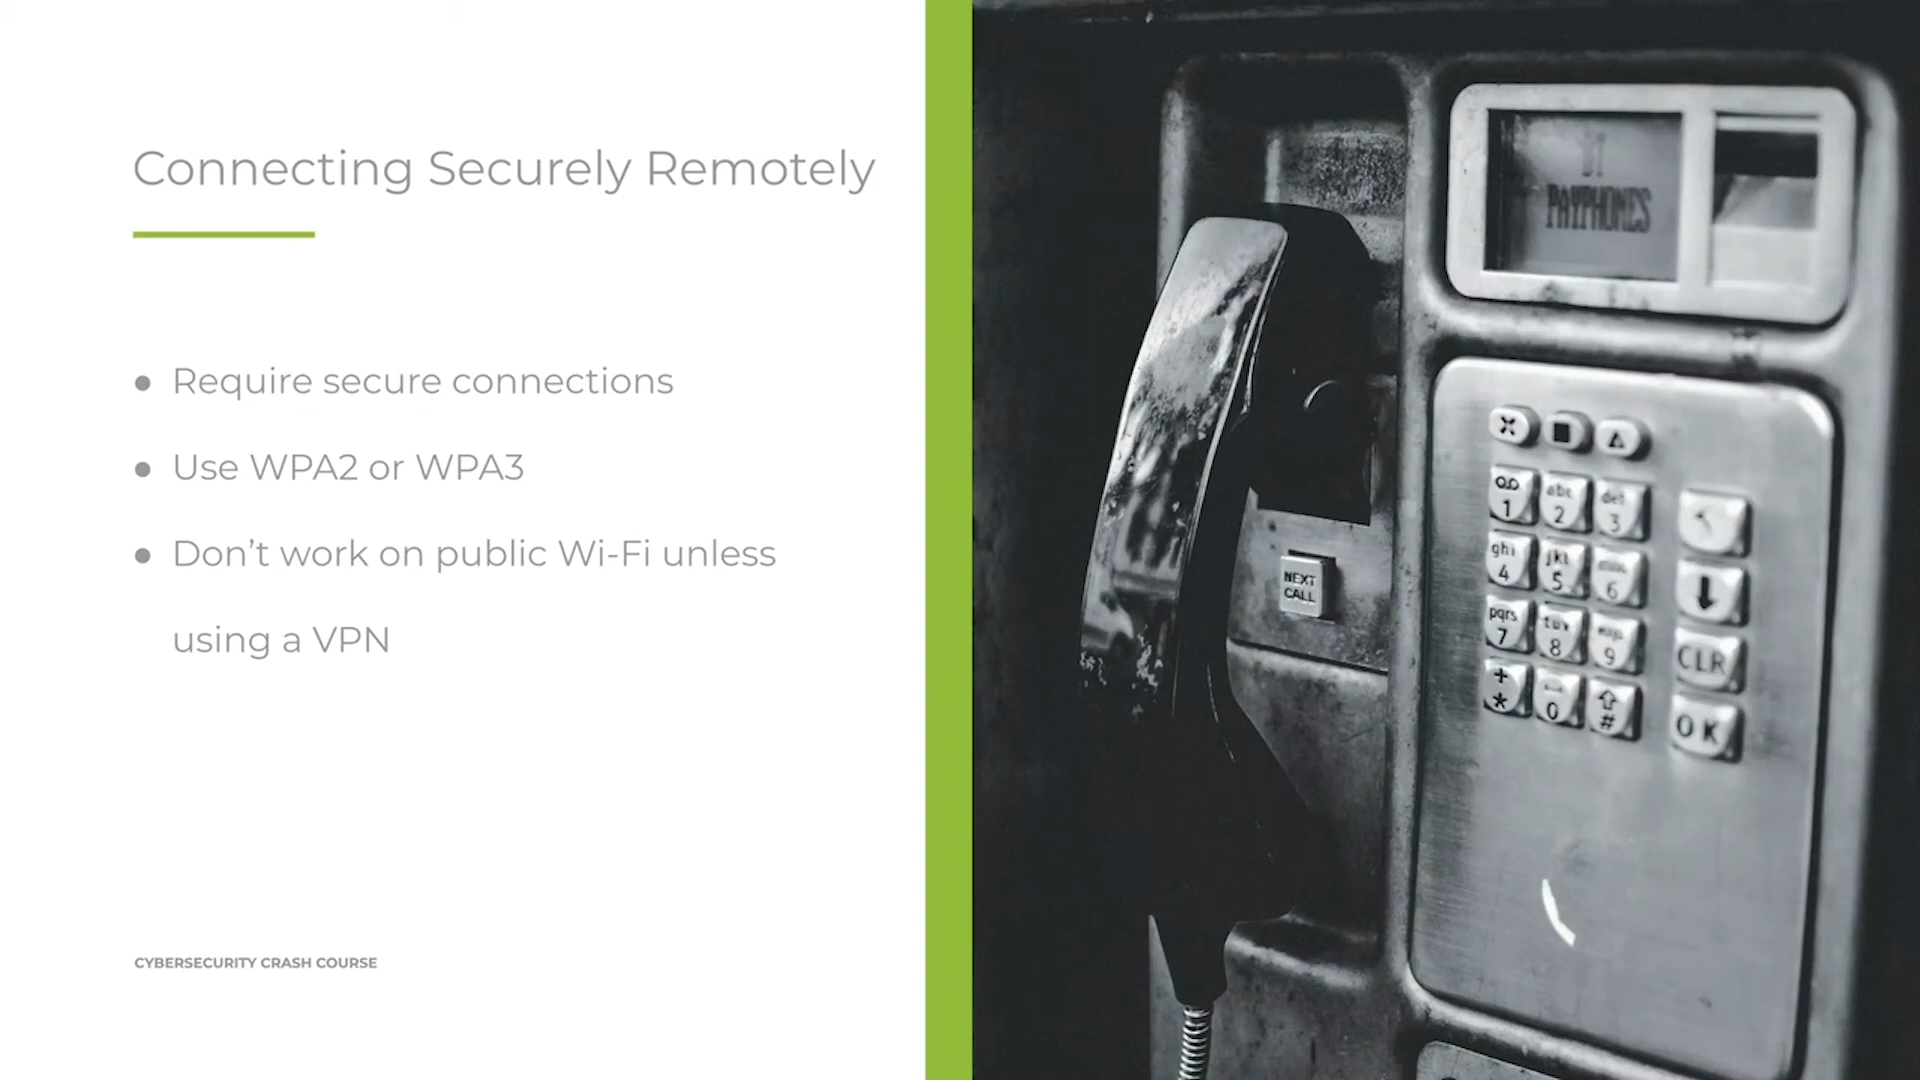 Connecting Securely Remotely
• Require secure connections
• Use WPA2 or WPA3
• Don’t work on public Wi-Fi unless
using a VPN
CYBERSECURITY CRASH COURSE
PAYPHONES
NEXT
CALL
1
abc
2
3
ghi
4
jkl
5
6
pqrs
7
tuv
8
9
CLR
+
*
0
#
OK